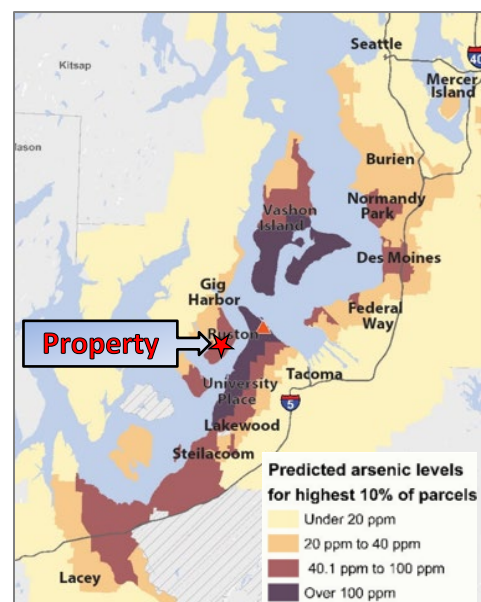 Kitsap
Seattle
40
Mercer
Island
Burien
Normandy
Park
Vashon
Island
Des Moines
Gig
Harbor
Federal
Way
Ruston
Property
Tacoma
University
Place
5
Lakewood
Steilacoom
Lacey
Predicted arsenic levels
for highest 10% of parcels
Under 20 ppm
20 ppm to 40 ppm
40.1 ppm to 100 ppm
Over 100 ppm